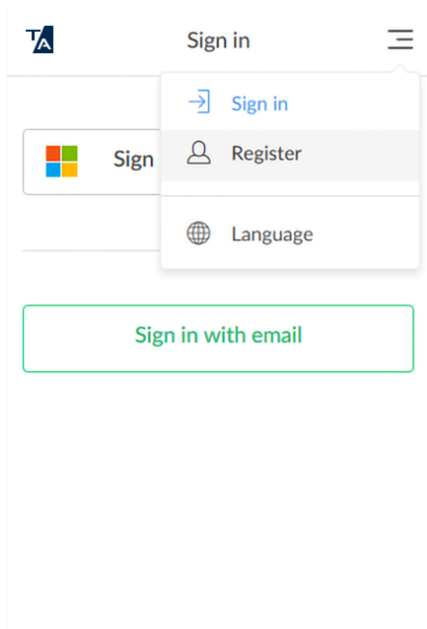 TA
Sign in
Sign in
Register
Sign
Language
Sign in with email